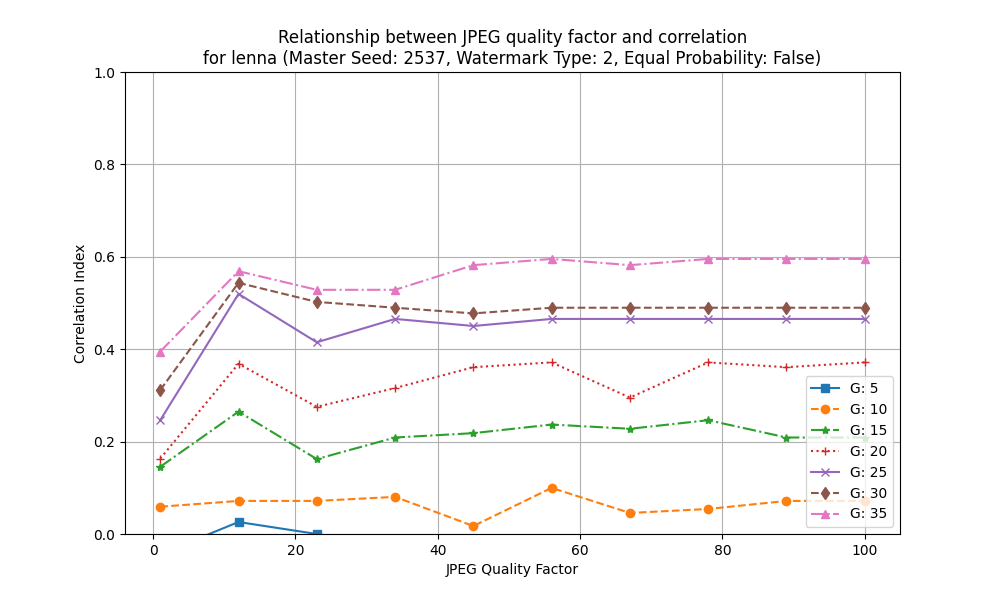 Relationship between JPEG quality factor and correlation
for lenna (Master Seed: 2537, Watermark Type: 2, Equal Probability: False)
1.0
0.8
0.6
0.4
0.2
0.0
Correlation Index
0 20 40 60 80 100
JPEG Quality Factor
G: 5
G: 10
G: 15
G: 20
G: 25
G: 30
G: 35